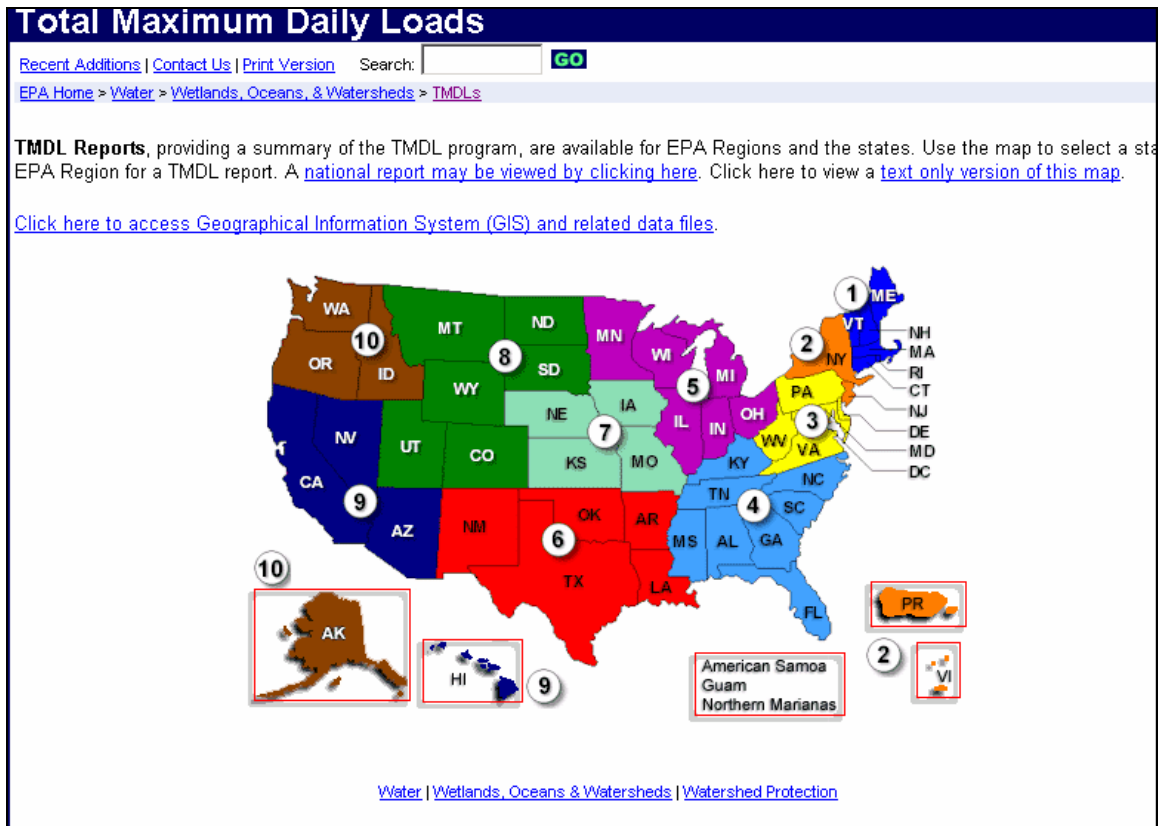 Total Maximum Daily Loads
Recent Additions | Contact Us | Print Version Search: GO
EPA Home > Water > Wetlands, Oceans, & Watersheds > TMDLs
TMDL Reports, providing a summary of the TMDL program, are available for EPA Regions and the states. Use the map to select a sta
EPA Region for a TMDL report. A national report may be viewed by clicking here. Click here to view a text only version of this map.
Click here to access Geographical Information System (GIS) and related data files.
1
ME
WA
MT
ND
MN
VT
NH
10
8
WI
2
NY
MA
OR
ID
SD
MI
RI
WY
5
PA
CT
NE
IA
IL
IN
OH
NJ
NV
UT
CO
7
3
DE
KS
MO
WV
VA
MD
CA
KY
DC
9
AZ
NM
OK
AR
TN
NC
6
4
SC
MS
AL
GA
TX
LA
FL
10
AK
HI
9
PR
2
VI
American Samoa
Guam
Northern Marianas
Water | Wetlands, Oceans & Watersheds | Watershed Protection